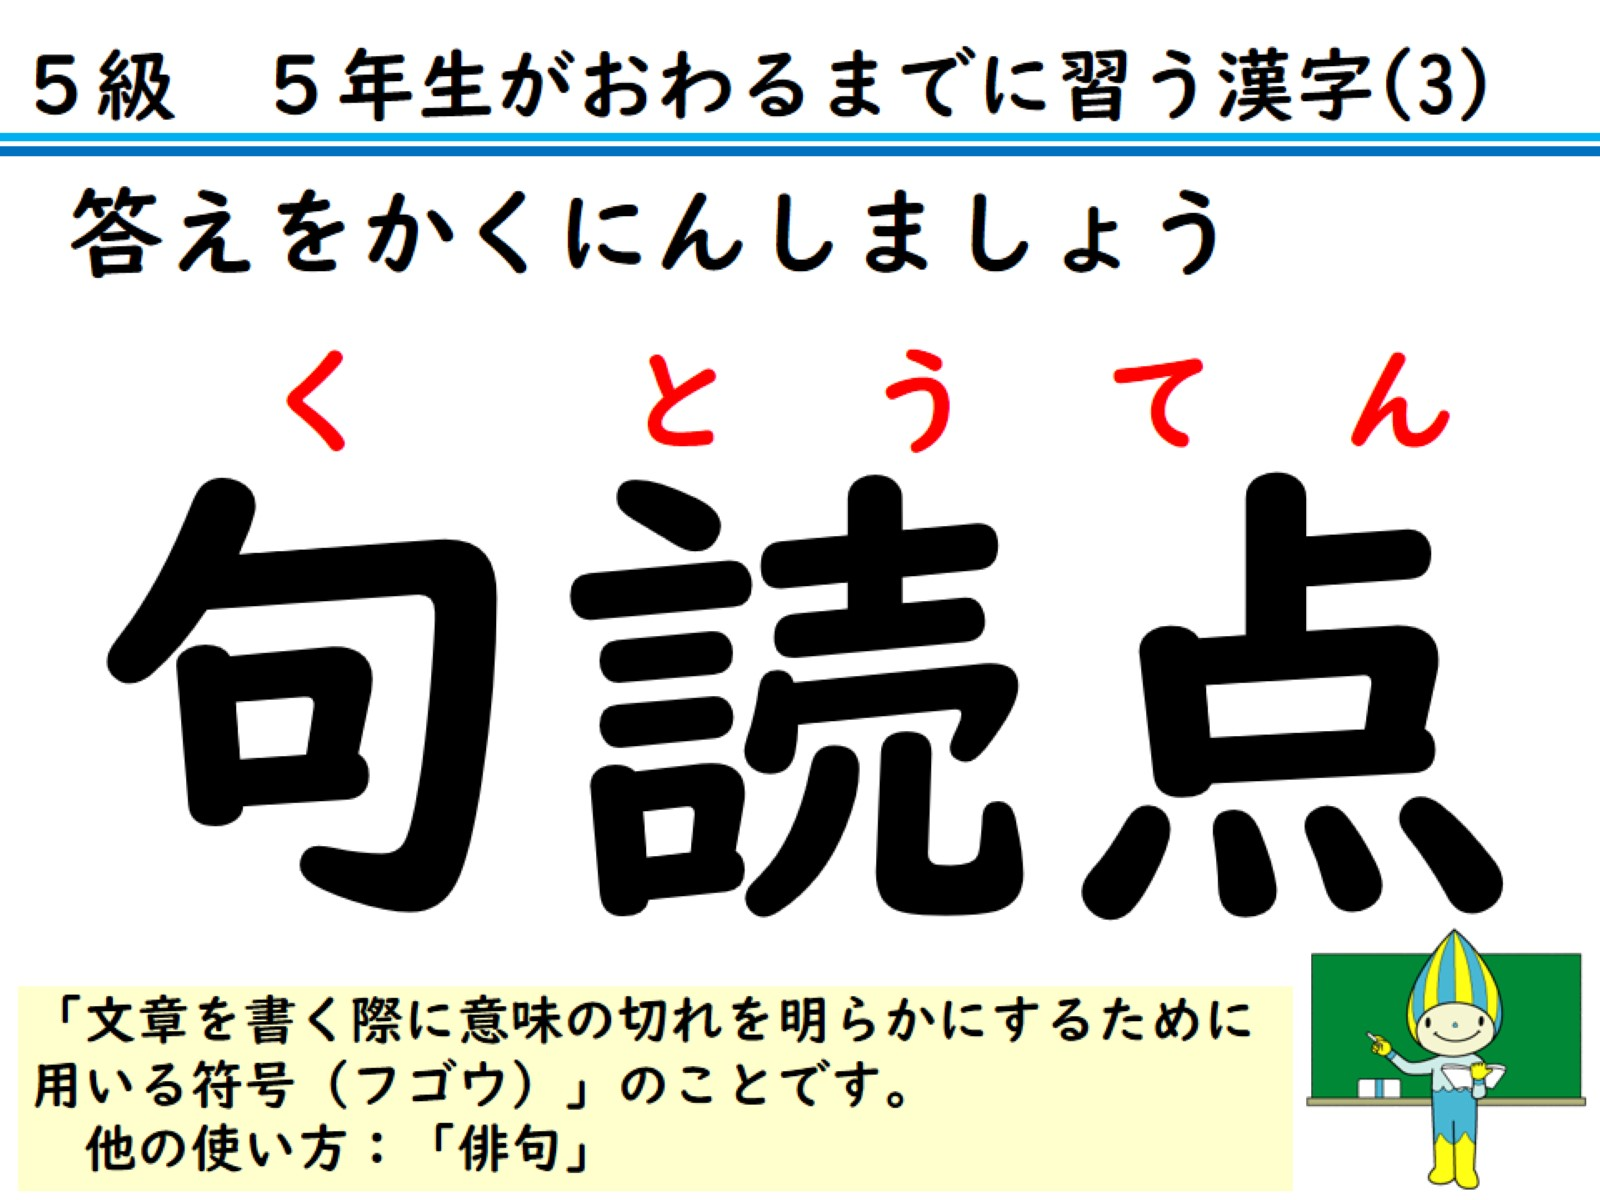 ５級　５年生がおわるまでに習う漢字(3)
答えをかくにんしましょう
くとうてん
句読点
「文章を書く際に意味の切れを明らかにするために
用いる符号（フゴウ）」のことです。
他の使い方：「俳句」